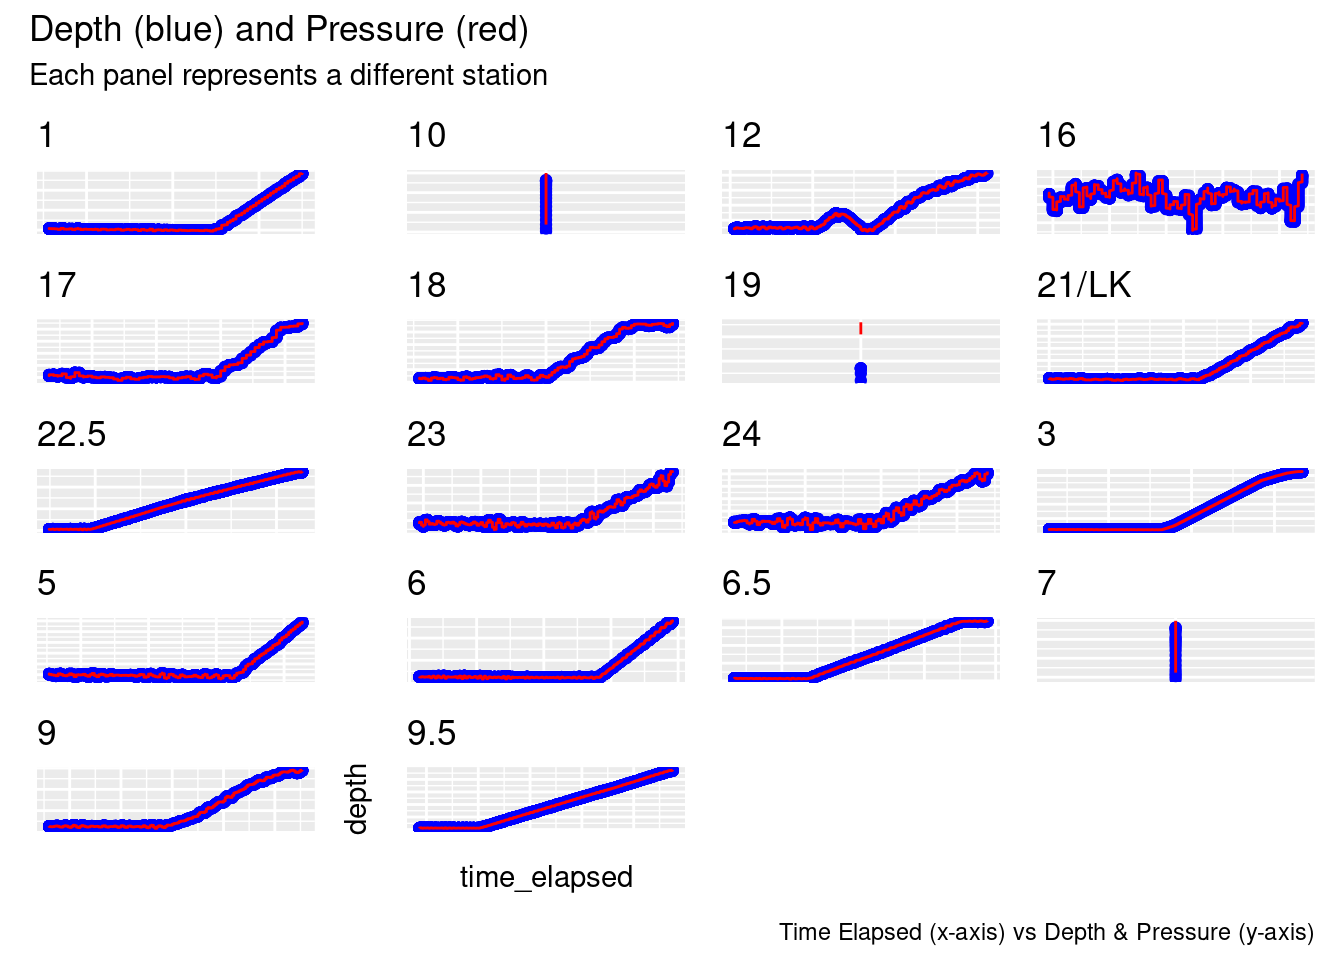 Depth (blue) and Pressure (red)
Each panel represents a different station
1
10
12
16
17
18
19
21/LK
22.5
23
24
3
5
6
6.5
7
9
9.5
depth
time_elapsed
Time Elapsed (x-axis) vs Depth & Pressure (y-axis)